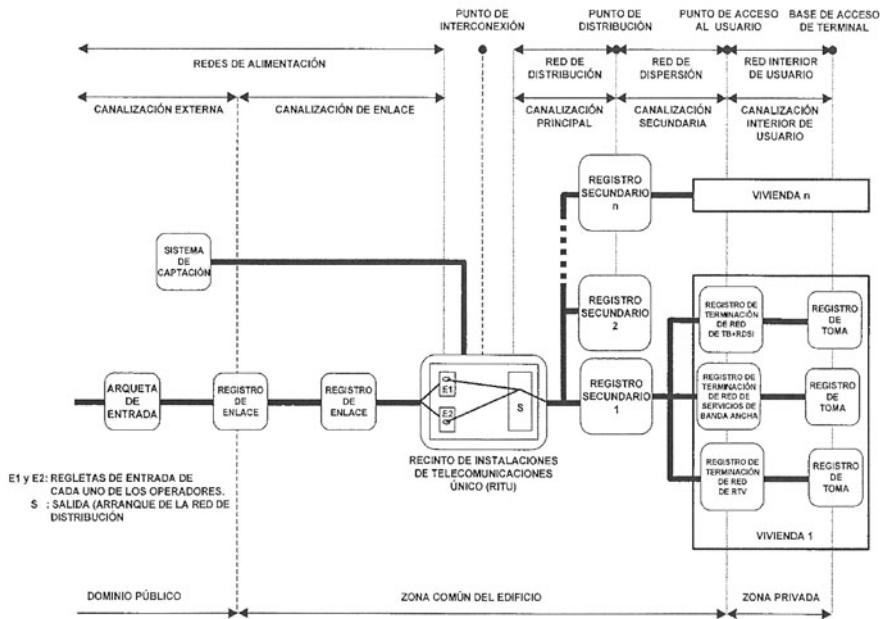 PUNTO DE
INTERCONEXIÓN
PUNTO DE
DISTRIBUCIÓN
PUNTO DE ACCESO
AL USUARIO
BASE DE ACCESO
DE TERMINAL
REDES DE ALIMENTACIÓN
RED DE
DISTRIBUCIÓN
RED DE
DISPERSIÓN
RED INTERIOR
DE USUARIO
CANALIZACIÓN EXTERNA
CANALIZACIÓN DE ENLACE
CANALIZACIÓN
PRINCIPAL
CANALIZACIÓN
SECUNDARIA
CANALIZACIÓN
INTERIOR DE
USUARIO
REGISTRO
SECUNDARIO
n
VIVIENDA n
SISTEMA
DE
CAPTACIÓN
REGISTRO
SECUNDARIO
2
REGISTRO DE
TERMINACIÓN
DE RED
DE TB+RDSI
REGISTRO
DE
TOMA
ARQUETA
DE
ENTRADA
REGISTRO
DE
ENLACE
REGISTRO
DE
ENLACE
E1
E2
S
REGISTRO
SECUNDARIO
1
REGISTRO DE
TERMINACIÓN
DE RED DE
SERVICIOS DE
BANDA ANCHA
REGISTRO
DE
TOMA
RECINTO DE INSTALACIONES
DE TELECOMUNICACIONES
ÚNICO (RITU)
REGISTRO DE
TERMINACIÓN
DE RED
DE RTV
REGISTRO
DE
TOMA
VIVIENDA 1
E1 y E2: REGLETAS DE ENTRADA DE
CADA UNO DE LOS OPERADORES.
S : SALIDA (ARRANQUE DE LA RED DE
DISTRIBUCIÓN
DOMINIO PÚBLICO
ZONA COMÚN DEL EDIFICIO
ZONA PRIVADA